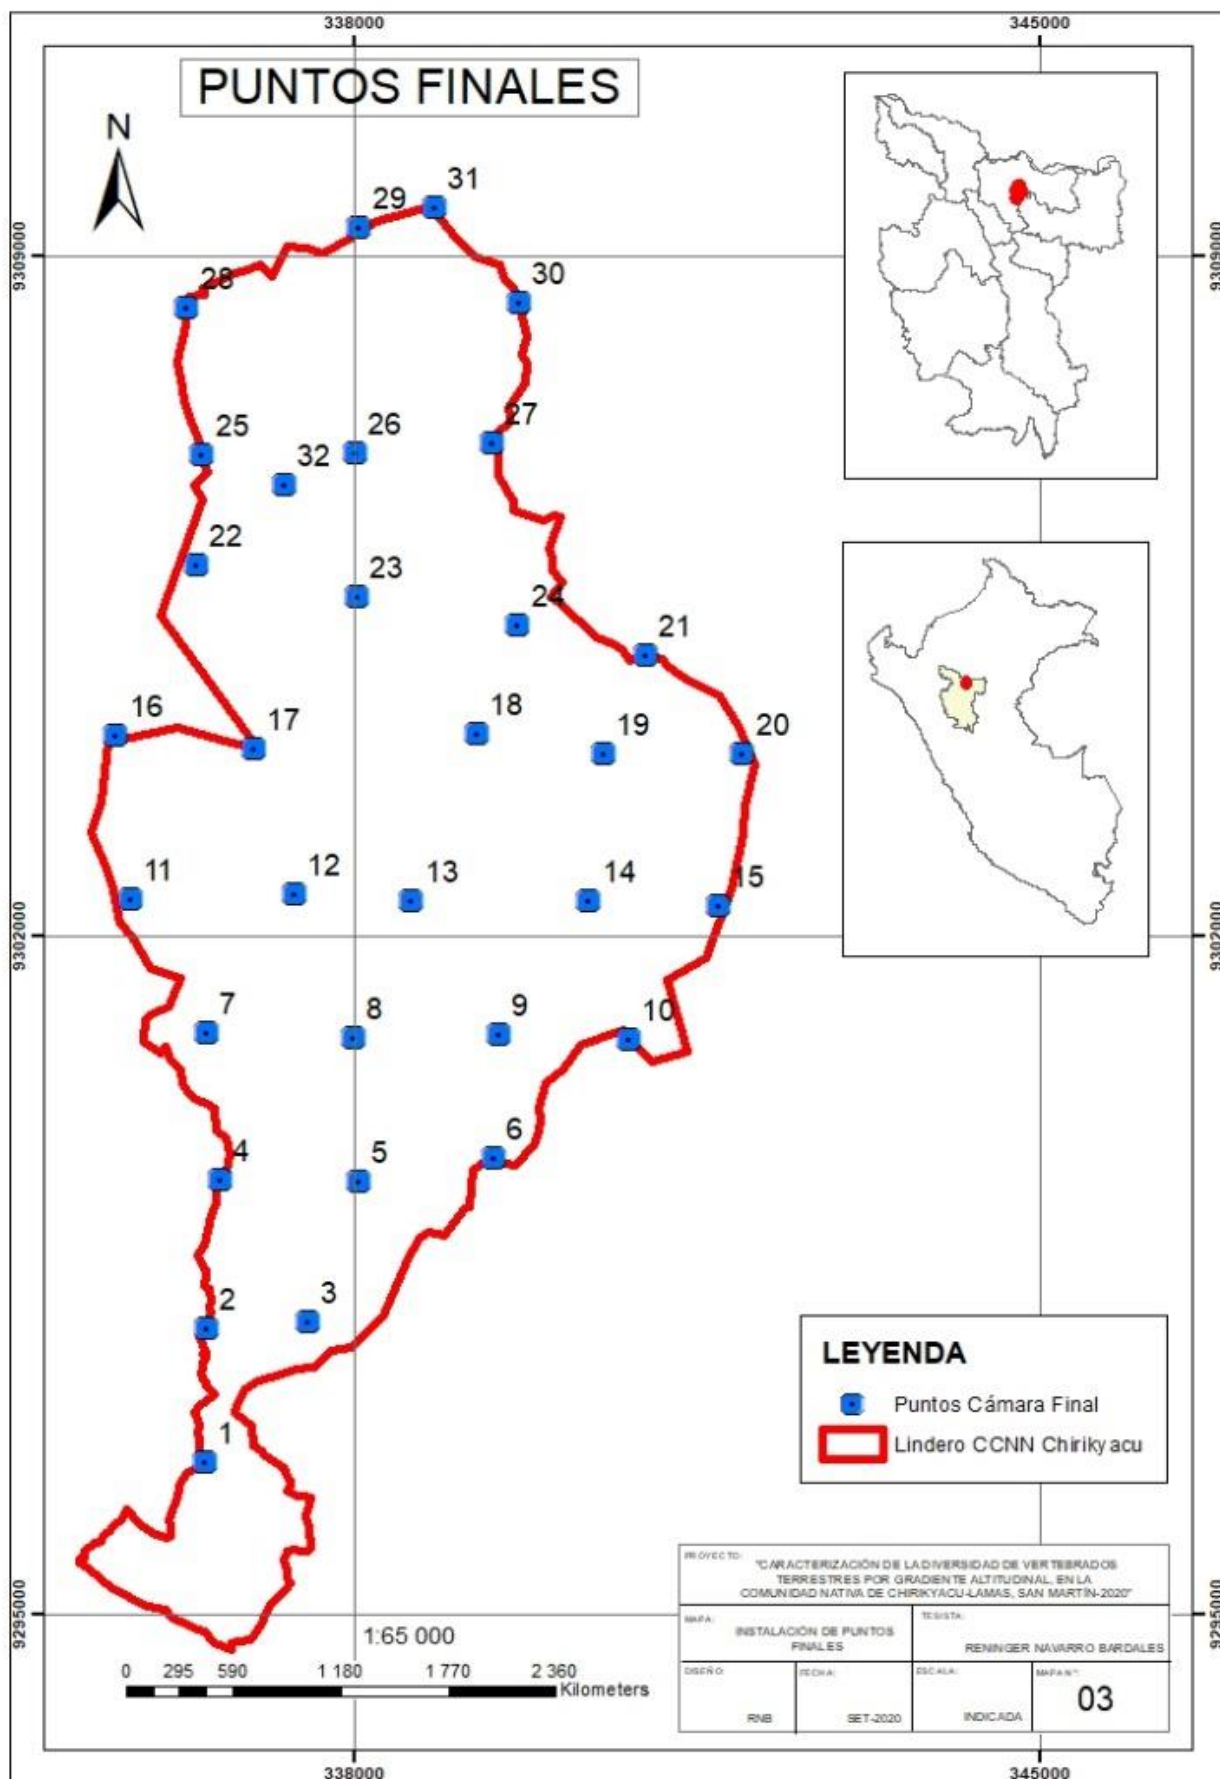 338000
345000
PUNTOS FINALES
N
31
29
9309000
9309000
28
30
27
25
26
32
22
23
24
21
16
17
18
19
20
11
12
13
14
15
9302000
9302000
7
8
9
10
4
5
6
2
3
LEYENDA
Puntos Cámara Final
Lindero CCNN Chirikyacu
1
PROYECTO:
"CARACTERIZACIÓN DE LA DIVERSIDAD DE VERTEBRADOS
TERRESTRES POR GRADIENTE ALTITUDINAL, EN LA
COMUNIDAD NATIVA DE CHIRIKYACU-LAMAS, SAN MARTÍN-2020"
9295000
9295000
MAPA:
INSTALACIÓN DE PUNTOS
FINALES
TESISTA:
RENINGER NAVARRO BARDALES
1:65 000
0 295 590 1 180 1 770 2 360
Kilometers
DISEÑO:
RNB
FECHA:
SET-2020
ESCALA:
INDICADA
MAPA N°:
03
338000
345000